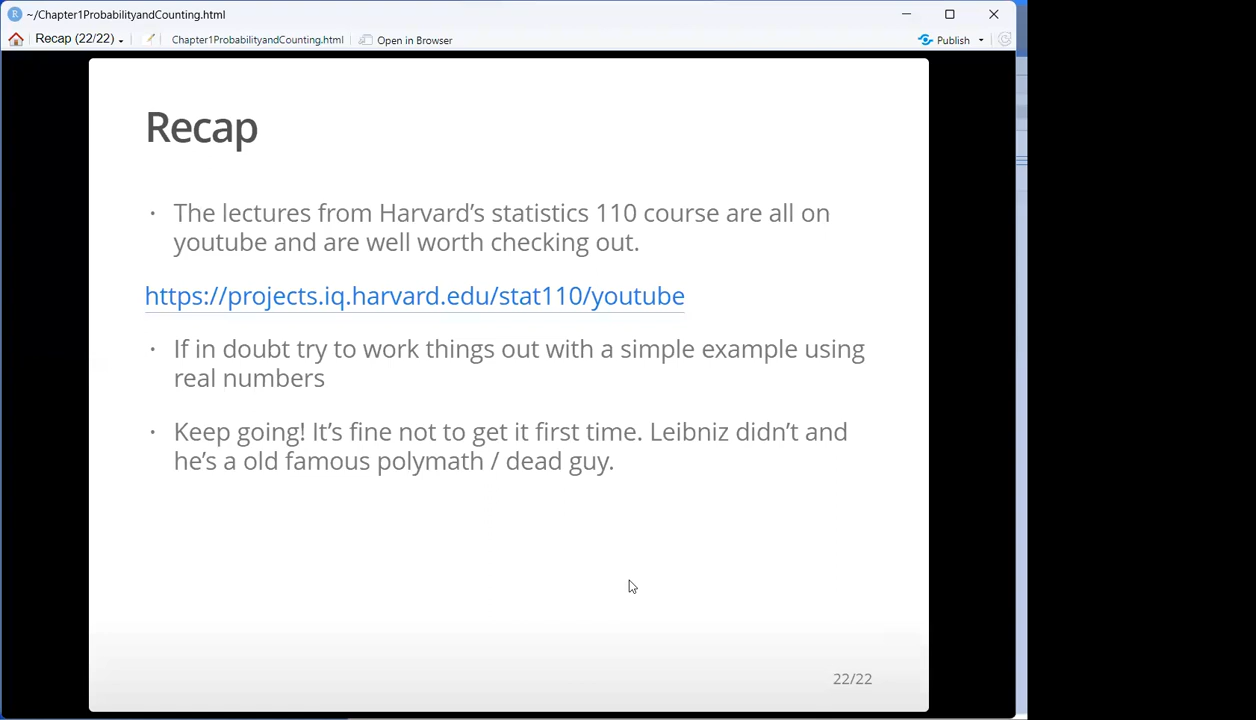 ~/Chapter1ProbabilityandCounting.html
Recap (22/22)
Chapter1ProbabilityandCounting.html
Open in Browser
Publish
Recap
· The lectures from Harvard's statistics 110 course are all on
youtube and are well worth checking out.
https://projects.iq.harvard.edu/stat110/youtube
· If in doubt try to work things out with a simple example using
real numbers
· Keep going! It's fine not to get it first time. Leibniz didn't and
he's a old famous polymath / dead guy.
22/22